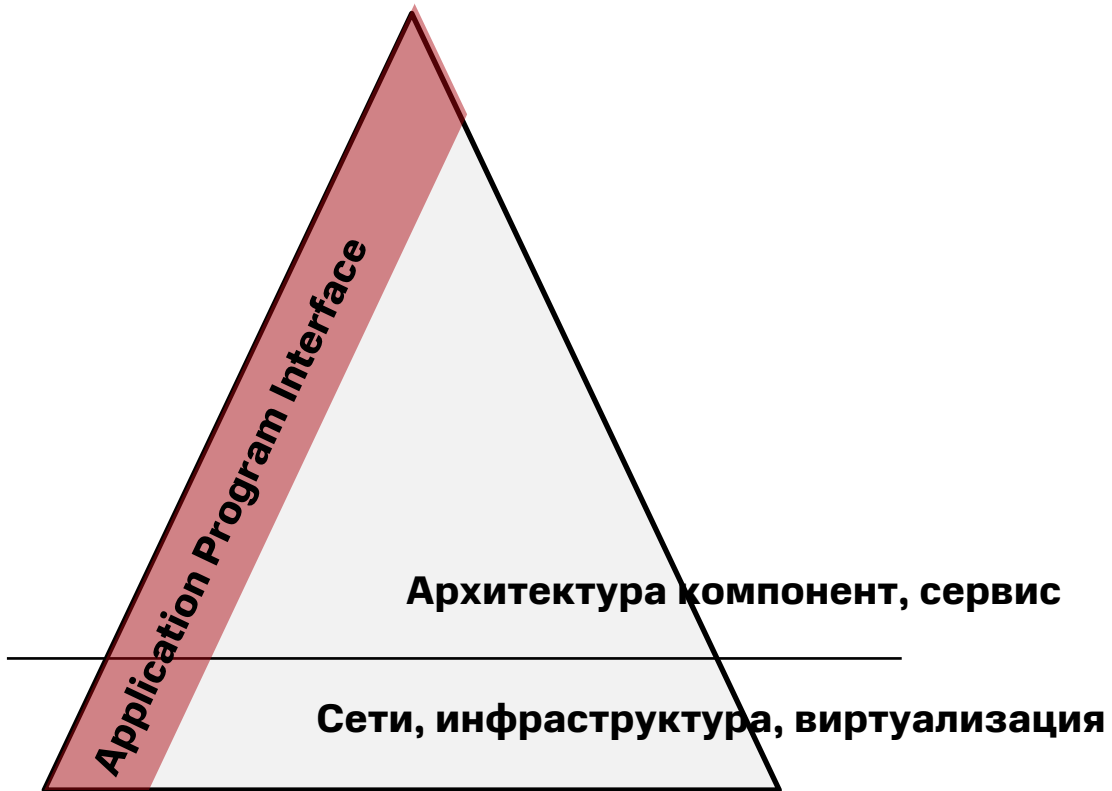 Application Program Interface
Архитектура компонент, сервис
Сети, инфраструктура, виртуализация